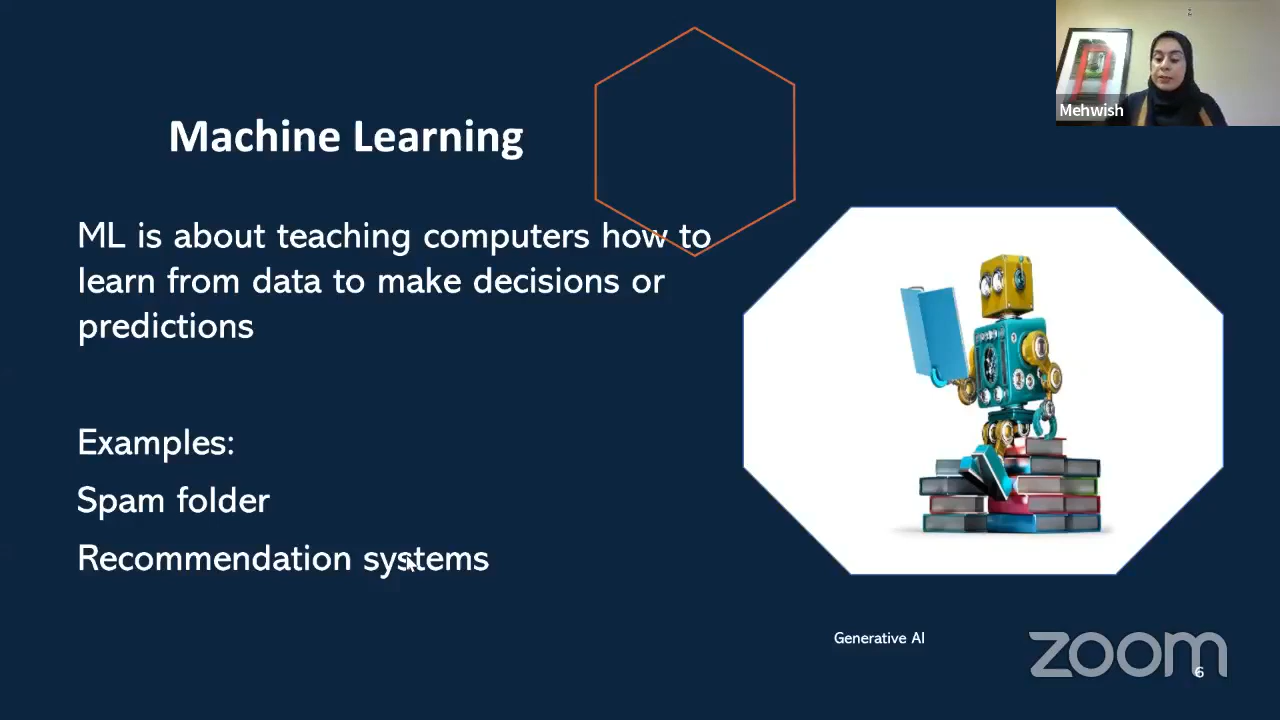 Mehwish
Machine Learning
ML is about teaching computers how to
learn from data to make decisions or
predictions
Examples:
Spam folder
Recommendation systems
Generative AI
zoom
6